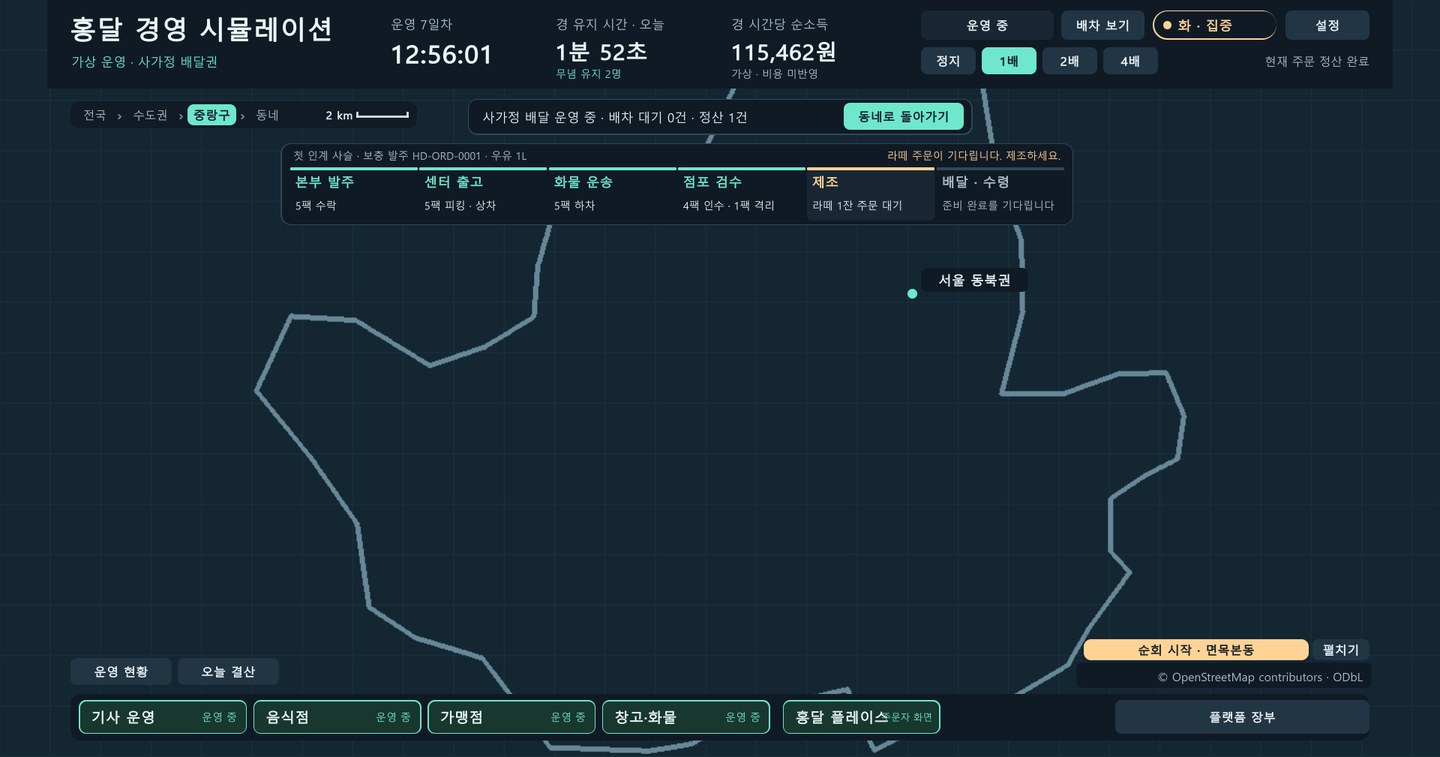 홍달 경영 시뮬레이션
가상 운영 · 사가정 배달권
운영 7일차
12:56:01
경 유지 시간 · 오늘
1분 52초
무냄 유지 2명
경 시간당 순소득
115,462원
가상 · 비용 미반영
운영 중
배차 보기
화 · 집중
설정
정지
1배
2배
4배
현재 주문 정산 완료
전국 › 수도권 › 중랑구 › 동네
2 km
사가정 배달 운영 중 · 배차 대기 0건 · 정산 1건
동네로 돌아가기
첫 인계 사슬 · 보충 발주 HD-ORD-0001 · 우유 1L
라떼 주문이 기다립니다. 제조하세요.
본부 발주
5팩 수락
센터 출고
5팩 피킹 · 상차
화물 운송
5팩 하차
점포 검수
4팩 인수 · 1팩 격리
제조
라떼 1잔 주문 대기
배달 · 수령
준비 완료를 기다립니다
서울 동북권
순회 시작 · 면목본동
펼치기
© OpenStreetMap contributors · ODbL
운영 현황
오늘 결산
기사 운영 운영 중
음식점 운영 중
가맹점 운영 중
창고·화물 운영 중
홍달 플레이스 화면
플랫폼 장부